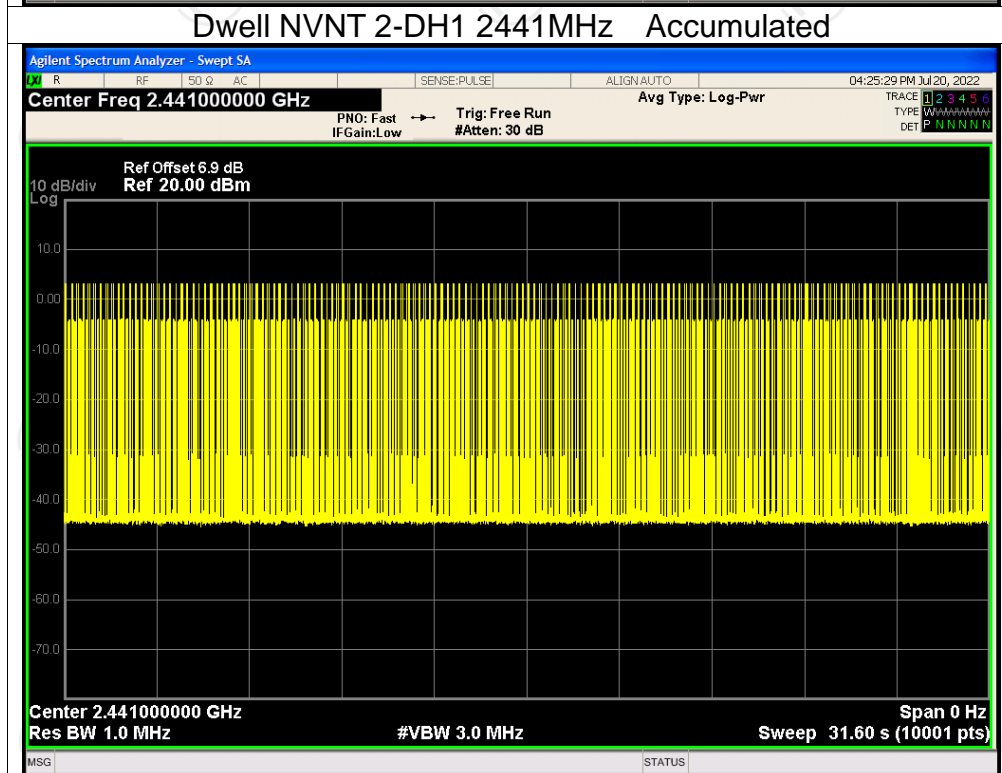 Dwell NVNT 2-DH1 2441MHz Accumulated
Agilent Spectrum Analyzer - Swept SA
LXI R RF 50 Ω AC SENSE:PULSE ALIGN AUTO 04:25:29 PM Jul 20, 2022
Center Freq 2.441000000 GHz Avg Type: Log-Pwr TRACE 1 2 3 4 5 6
PNO: Fast Trig: Free Run TYPE WWWWWW
IFGain:Low #Atten: 30 dB DET P N N N N N
Ref Offset 6.9 dB
10 dB/div Ref 20.00 dBm
Log
10.0
0.00
-10.0
-20.0
-30.0
-40.0
-50.0
-60.0
-70.0
Center 2.441000000 GHz Span 0 Hz
Res BW 1.0 MHz #VBW 3.0 MHz Sweep 31.60 s (10001 pts)
MSG STATUS